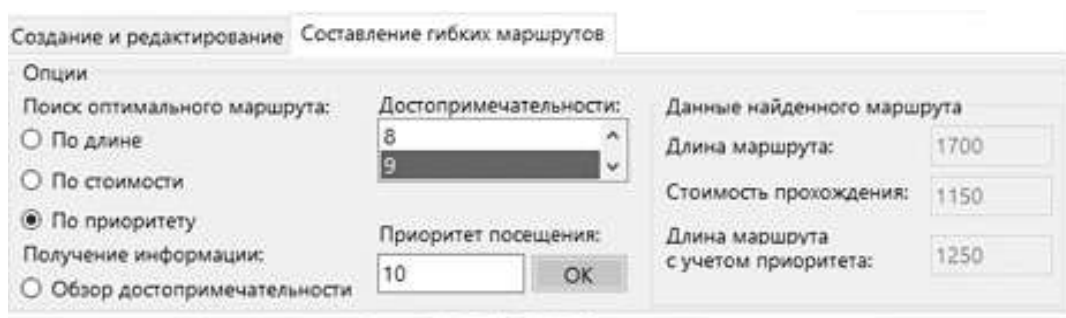 Создание и редактирование
Составление гибких маршрутов
Опции
Поиск оптимального маршрута:
По длине
По стоимости
По приоритету
Получение информации:
Обзор достопримечательности
Достопримечательности:
8
9
Приоритет посещения:
10
OK
Данные найденного маршрута
Длина маршрута:
1700
Стоимость прохождения:
1150
Длина маршрута
с учетом приоритета:
1250